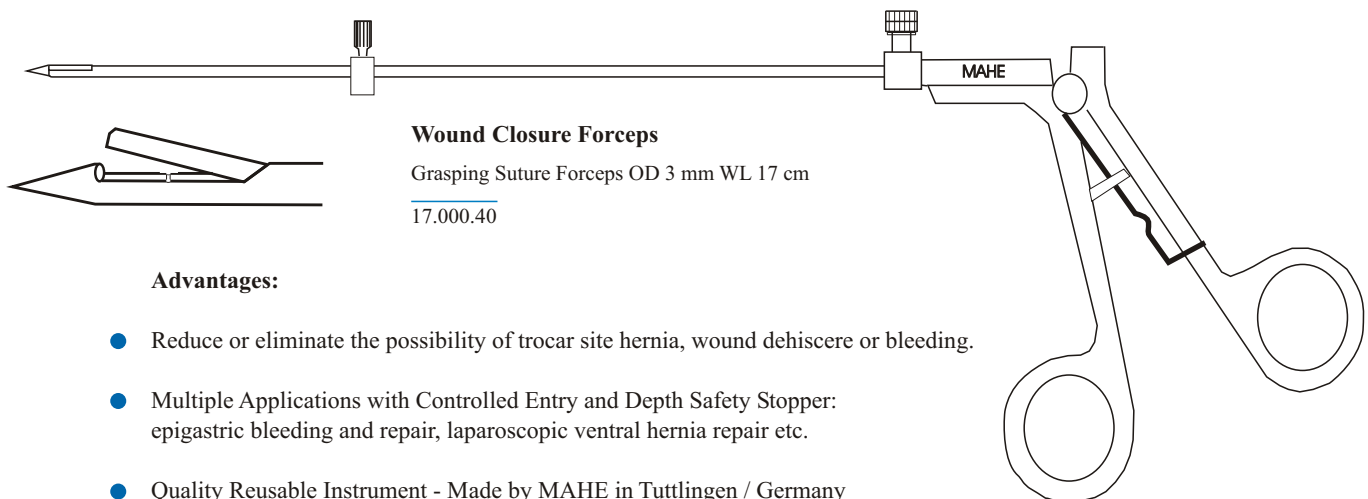 MAHE
Wound Closure Forceps
Grasping Suture Forceps OD 3 mm WL 17 cm
17.000.40
Advantages:
Reduce or eliminate the possibility of trocar site hernia, wound dehiscere or bleeding.
Multiple Applications with Controlled Entry and Depth Safety Stopper:
epigastric bleeding and repair, laparoscopic ventral hernia repair etc.
Quality Reusable Instrument - Made by MAHE in Tuttlingen / Germany